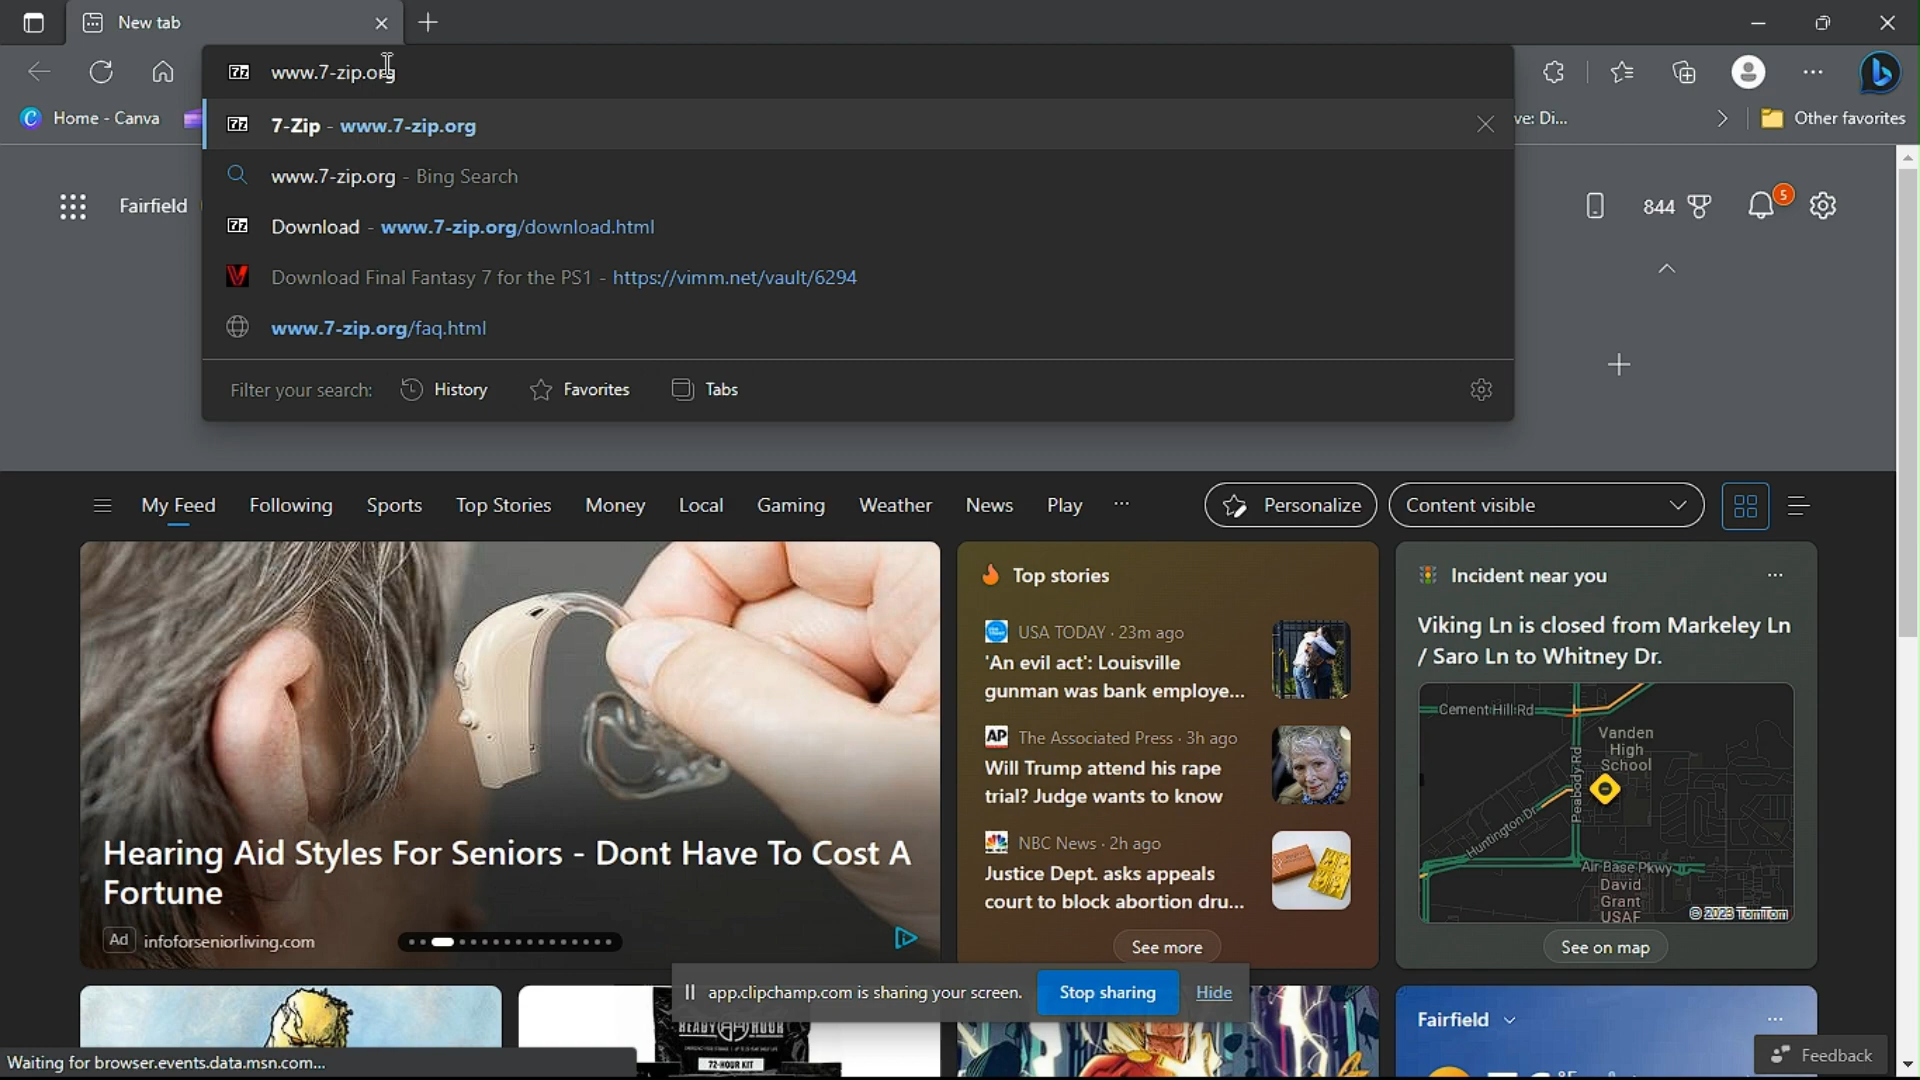 New tab
www.7-zip.org
Home - Canva
7-Zip - www.7-zip.org
ve: Di...
Other favorites
www.7-zip.org - Bing Search
Fairfield
844
5
Download - www.7-zip.org/download.html
Download Final Fantasy 7 for the PS1 - https://vimm.net/vault/6294
www.7-zip.org/faq.html
Filter your search:
History
Favorites
Tabs
My Feed
Following
Sports
Top Stories
Money
Local
Gaming
Weather
News
Play
...
Personalize
Content visible
Hearing Aid Styles For Seniors - Dont Have To Cost A
Fortune
Ad infoforseniorliving.com
Top stories
USA TODAY · 23m ago
'An evil act': Louisville
gunman was bank employe...
AP The Associated Press · 3h ago
Will Trump attend his rape
trial? Judge wants to know
NBC News · 2h ago
Justice Dept. asks appeals
court to block abortion dru...
See more
Incident near you
Viking Ln is closed from Markeley Ln
/ Saro Ln to Whitney Dr.
Cement Hill Rd
Vanden
High
School
Peabody Rd
Huntington Dr
Air Base Pkwy
David
Grant
USAF
© 2023 TomTom
See on map
app.clipchamp.com is sharing your screen.
Stop sharing
Hide
READY HOUR
72-HOUR KIT
Fairfield
Feedback
Waiting for browser.events.data.msn.com...